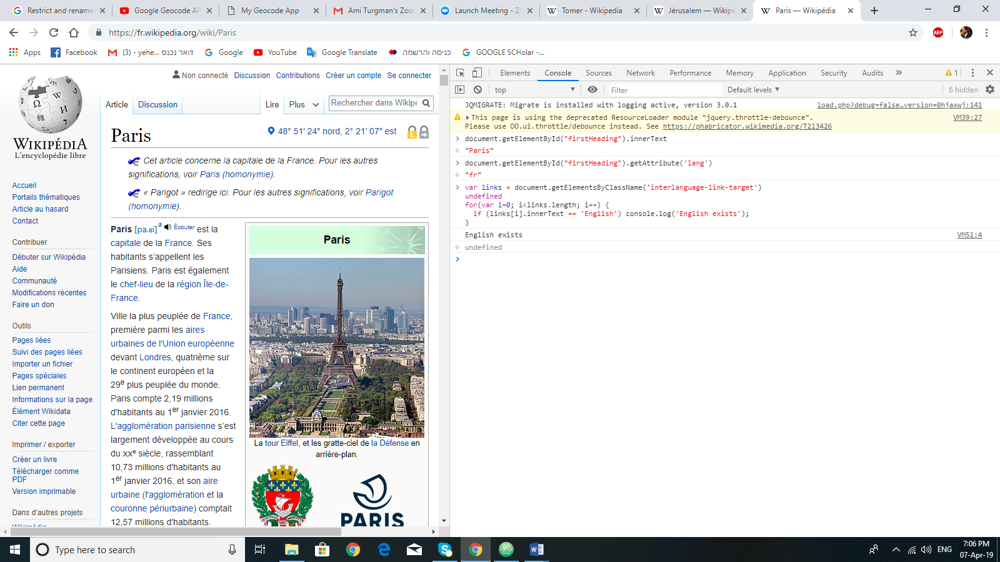 Restrict and rename
Google Geocode AP
My Geocode App
Ami Turgman's Zoo
Launch Meeting - Zo
Tomer - Wikipedia
Jérusalem — Wikipé
Paris — Wikipédia
https://fr.wikipedia.org/wiki/Paris
ABP
Apps
Facebook
(3) דואר נכנס - yehe...
Google
YouTube
Google Translate
כניסה והרשמה
GOOGLE SCHolar -...
WIKIPÉDIA
L'encyclopédie libre
Accueil
Portails thématiques
Article au hasard
Contact
Contribuer
Débuter sur Wikipédia
Aide
Communauté
Modifications récentes
Faire un don
Outils
Pages liées
Suivi des pages liées
Importer un fichier
Pages spéciales
Lien permanent
Informations sur la page
Élément Wikidata
Citer cette page
Imprimer / exporter
Créer un livre
Télécharger comme
PDF
Version imprimable
Dans d'autres projets
Non connecté Discussion Contributions Créer un compte Se connecter
Article Discussion Lire Plus Rechercher dans Wikipe
Paris
48° 51′ 24″ nord, 2° 21′ 07″ est
Cet article concerne la capitale de la France. Pour les autres
significations, voir Paris (homonymie).
« Parigot » redirige ici. Pour les autres significations, voir Parigot
(homonymie).
Paris [pa.ʁi]a Écouter est la
capitale de la France. Ses
habitants s'appellent les
Parisiens. Paris est également
le chef-lieu de la région Île-de-
France.
Ville la plus peuplée de France,
première parmi les aires
urbaines de l'Union européenne
devant Londres, quatrième sur
le continent européen et la
29e plus peuplée du monde.
Paris compte 2,19 millions
d'habitants au 1er janvier 2016.
L'agglomération parisienne s'est
largement développée au cours
du XXe siècle, rassemblant
10,73 millions d'habitants au
1er janvier 2016, et son aire
urbaine (l'agglomération et la
couronne périurbaine) comptait
12,57 millions d'habitants.
Paris
La tour Eiffel, et les gratte-ciel de la Défense en
arrière-plan.
PARIS
Elements Console Sources Network Performance Memory Application Security Audits » 1
top Filter Default levels 6 hidden
JQMIGRATE: Migrate is installed with logging active, version 3.0.1 load.php?debug=false…version=0hjaxwj:141
This page is using the deprecated ResourceLoader module "jquery.throttle-debounce". VM39:27
Please use OO.ui.throttle/debounce instead. See https://phabricator.wikimedia.org/T213426
document.getElementById("firstHeading").innerText
"Paris"
document.getElementById("firstHeading").getAttribute('lang')
"fr"
var links = document.getElementsByClassName('interlanguage-link-target')
undefined
for(var i=0; i<links.length; i++) {
if (links[i].innerText == 'English') console.log('English exists');
}
English exists VM51:4
undefined
Type here to search
ENG
7:06 PM
07-Apr-19